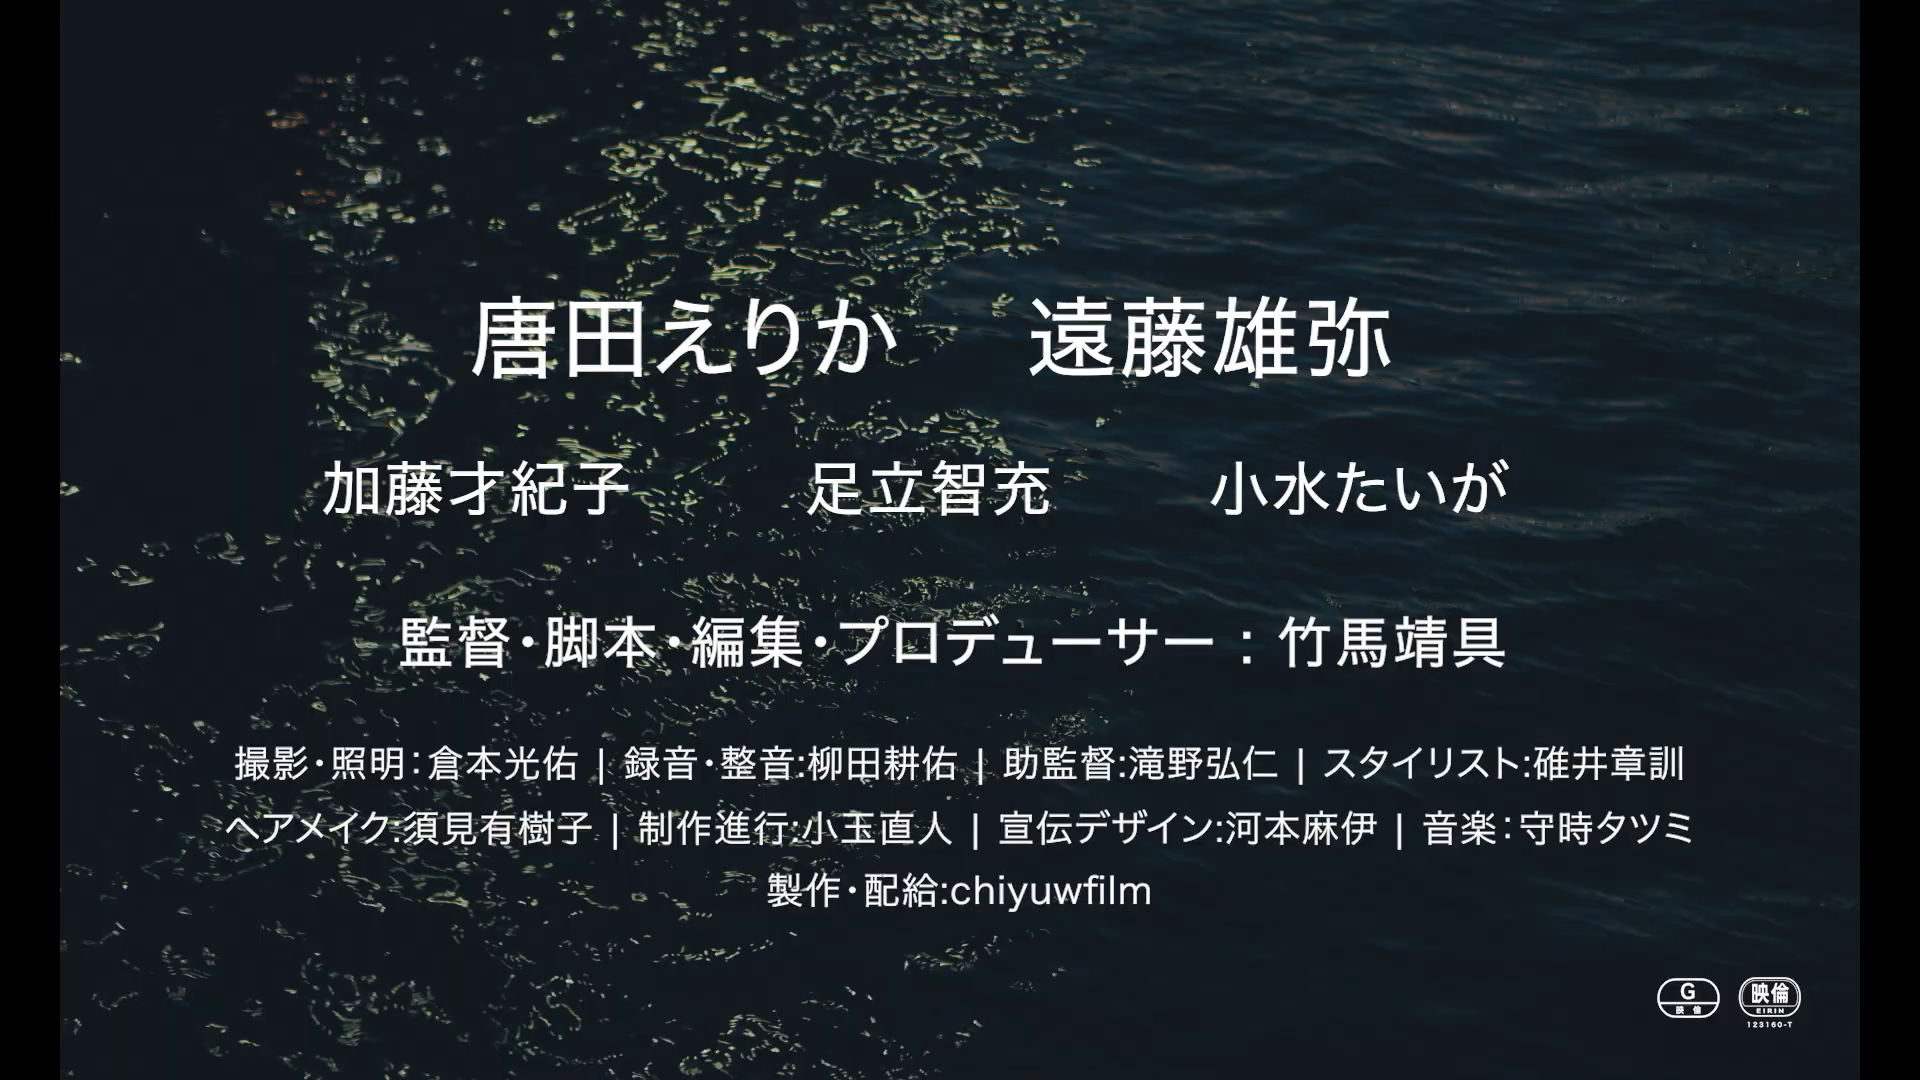 唐田えりか　遠藤雄弥
加藤才紀子　足立智充　小水たいが
監督・脚本・編集・プロデューサー：竹馬靖具
撮影・照明：倉本光佑 | 録音・整音:柳田耕佑 | 助監督:滝野弘仁 | スタイリスト:碓井章訓
ヘアメイク:須見有樹子 | 制作進行:小玉直人 | 宣伝デザイン:河本麻伊 | 音楽：守時タツミ
製作・配給:chiyuwfilm
G 映倫
映倫 EIRIN
123160-T